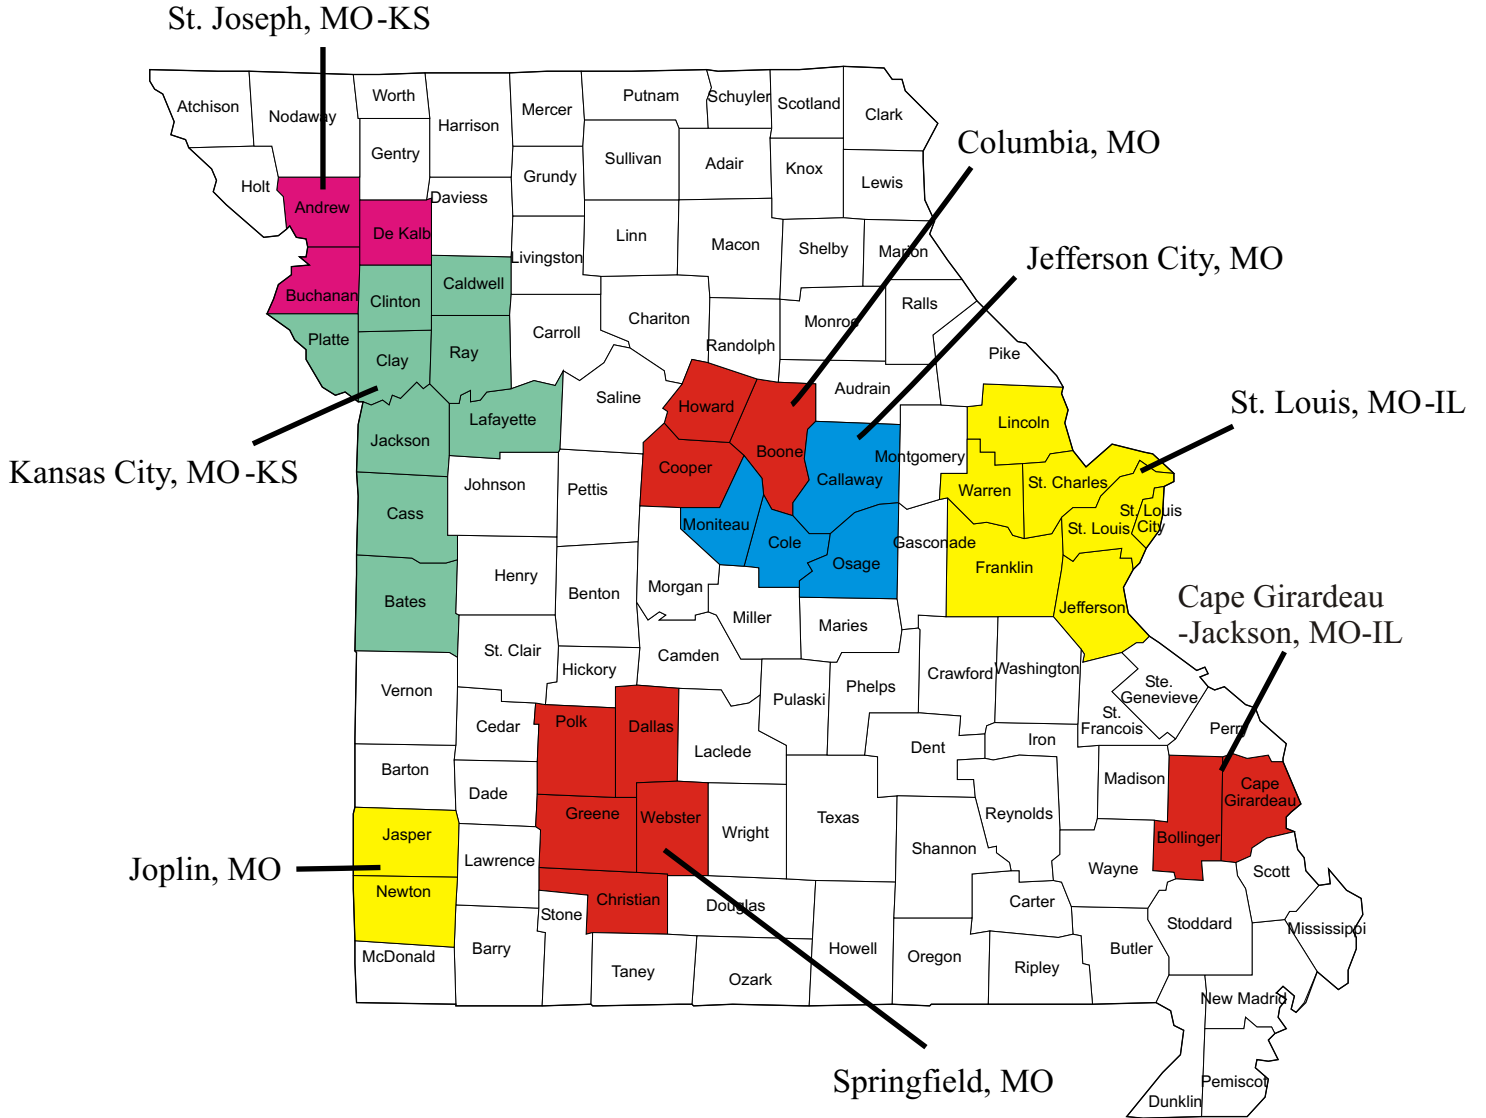 St. Joseph, MO-KS
Atchison
Nodaway
Worth
Harrison
Mercer
Putnam
Schuyler
Scotland
Clark
Gentry
Grundy
Sullivan
Adair
Knox
Lewis
Columbia, MO
Holt
Andrew
De Kalb
Daviess
Livingston
Linn
Macon
Shelby
Marion
Jefferson City, MO
Buchanan
Clinton
Caldwell
Carroll
Chariton
Randolph
Monroe
Ralls
Pike
Platte
Clay
Ray
Saline
Howard
Audrain
Lincoln
St. Louis, MO-IL
Jackson
Lafayette
Cooper
Boone
Callaway
Montgomery
Warren
St. Charles
Kansas City, MO-KS
Johnson
Pettis
Cass
Moniteau
Cole
Osage
Gasconade
Franklin
St. Louis
St. Louis
City
Jefferson
Henry
Benton
Morgan
Miller
Maries
Bates
Cape Girardeau
-Jackson, MO-IL
St. Clair
Hickory
Camden
Pulaski
Phelps
Crawford
Washington
Ste.
Genevieve
St.
Francois
Perry
Vernon
Cedar
Polk
Dallas
Laclede
Dent
Iron
Madison
Cape
Girardeau
Bollinger
Barton
Dade
Greene
Webster
Wright
Texas
Reynolds
Shannon
Wayne
Scott
Jasper
Lawrence
Joplin, MO
Newton
Christian
Stone
Douglas
Carter
Stoddard
Mississippi
McDonald
Barry
Taney
Ozark
Howell
Oregon
Ripley
Butler
New Madrid
Springfield, MO
Pemiscot
Dunklin